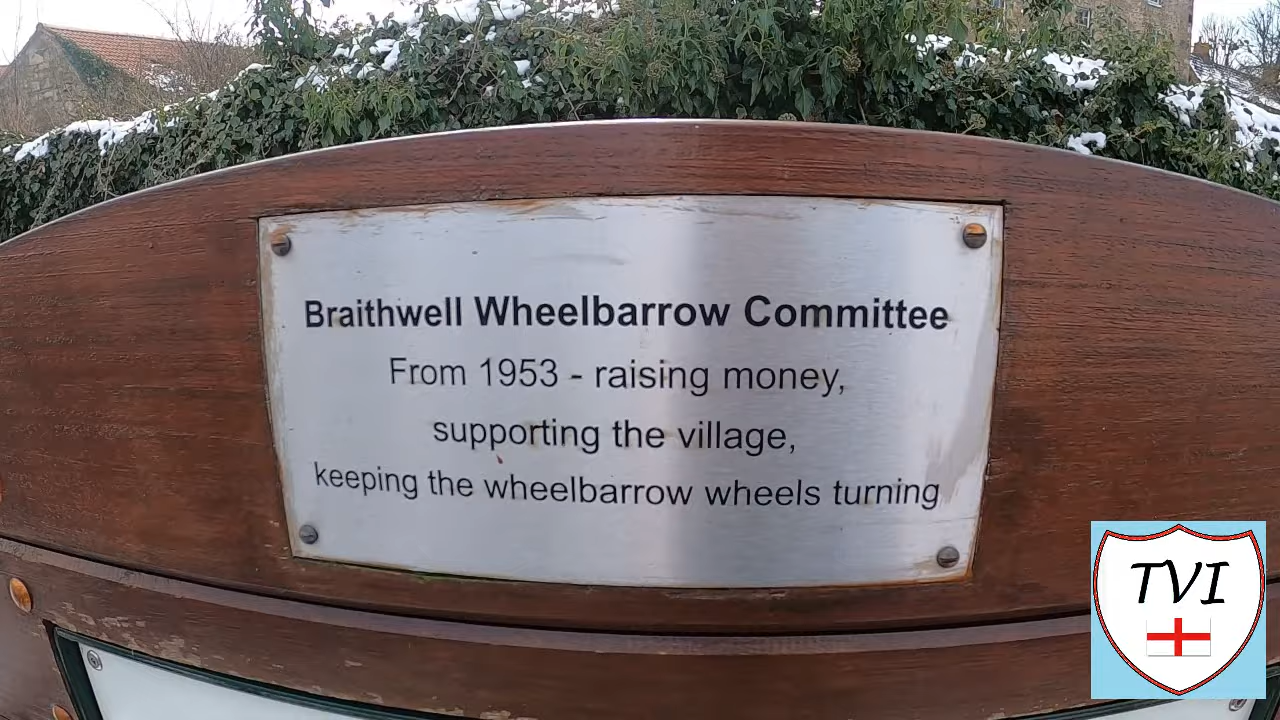 Braithwell Wheelbarrow Committee
From 1953 - raising money,
supporting the village,
keeping the wheelbarrow wheels turning
TVI